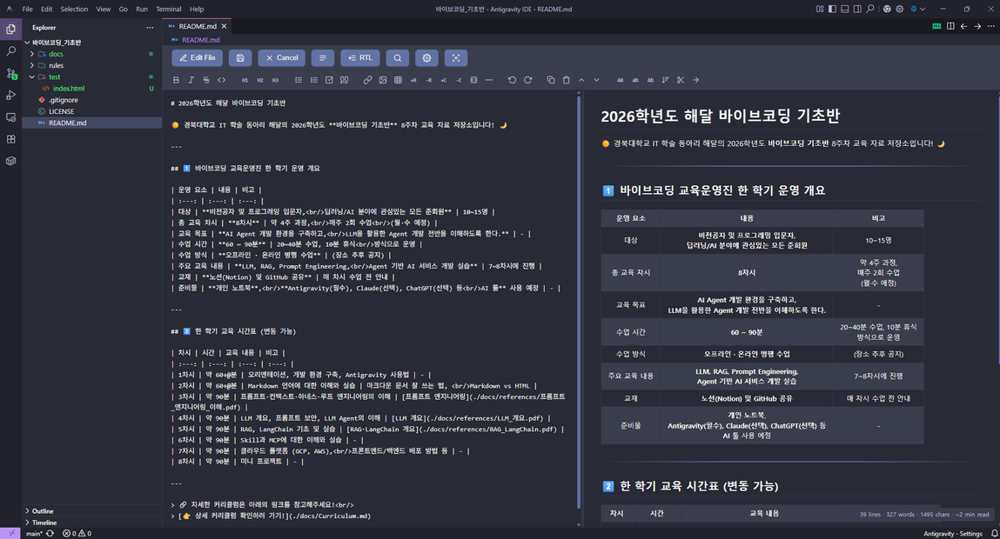 File Edit Selection View Go Run Terminal Help
바이브코딩_기초반 - Antigravity IDE - README.md
Explorer
바이브코딩_기초반
docs
rules
test
index.html U
.gitignore
LICENSE
README.md
Outline
Timeline
README.md
README.md
Edit File
Cancel
RTL
H1 H2 H3
+R -R +C -C
AB ab Ab
# 2026학년도 해달 바이브코딩 기초반
🌞 경북대학교 IT 학술 동아리 해달의 2026학년도 **바이브코딩 기초반** 8주차 교육 자료 저장소입니다! 🌙
---
## 1️⃣ 바이브코딩 교육운영진 한 학기 운영 개요
| 운영 요소 | 내용 | 비고 |
| :---: | :---: | :---: |
| 대상 | **비전공자 및 프로그래밍 입문자,<br/>딥러닝/AI 분야에 관심있는 모든 준회원** | 10~15명 |
| 총 교육 차시 | **8차시** | 약 4주 과정,<br/>매주 2회 수업<br/>(월·수 예정) |
| 교육 목표 | **AI Agent 개발 환경을 구축하고,<br/>LLM을 활용한 Agent 개발 전반을 이해하도록 한다.** | - |
| 수업 시간 | **60 ~ 90분** | 20~40분 수업, 10분 휴식<br/>방식으로 운영 |
| 수업 방식 | **오프라인 · 온라인 병행 수업** | (장소 추후 공지) |
| 주요 교육 내용 | **LLM, RAG, Prompt Engineering,<br/>Agent 기반 AI 서비스 개발 실습** | 7~8차시에 진행 |
| 교재 | **노션(Notion) 및 GitHub 공유** | 매 차시 수업 전 안내 |
| 준비물 | **개인 노트북**,<br/>**Antigravity(필수), Claude(선택), ChatGPT(선택) 등<br/>AI 툴** 사용 예정 | - |
---
## 2️⃣ 한 학기 교육 시간표 (변동 가능)
| 차시 | 시간 | 교육 내용 | 비고 |
| :---: | :---: | :---: | :---: |
| 1차시 | 약 60+@분 | 오리엔테이션, 개발 환경 구축, Antigravity 사용법 | - |
| 2차시 | 약 60+@분 | Markdown 언어에 대한 이해와 실습 | 마크다운 문서 잘 쓰는 법, <br/>Markdown vs HTML |
| 3차시 | 약 90분 | 프롬프트·컨텍스트·하네스·루프 엔지니어링의 이해 | [프롬프트 엔지니어링](./docs/references/프롬프트
_엔지니어링_이해.pdf) |
| 4차시 | 약 90분 | LLM 개요, 프롬프트 보안, LLM Agent의 이해 | [LLM 개요](./docs/references/LLM_개요.pdf) |
| 5차시 | 약 90분 | RAG, LangChain 기초 및 실습 | [RAG·LangChain 개요](./docs/references/RAG_LangChain.pdf) |
| 6차시 | 약 90분 | Skill과 MCP에 대한 이해와 실습 | - |
| 7차시 | 약 90분 | 클라우드 플랫폼 (GCP, AWS),<br/>프론트엔드/백엔드 배포 방법 등 | - |
| 8차시 | 약 90분 | 미니 프로젝트 | - |
---
> 🔗 자세한 커리큘럼은 아래의 링크를 참고해주세요!<br/>
> [👉 상세 커리큘럼 확인하러 가기!](./docs/Curriculum.md)
2026학년도 해달 바이브코딩 기초반
🌞 경북대학교 IT 학술 동아리 해달의 2026학년도 바이브코딩 기초반 8주차 교육 자료 저장소입니다! 🌙
1️⃣ 바이브코딩 교육운영진 한 학기 운영 개요
운영 요소 내용 비고
대상 비전공자 및 프로그래밍 입문자, 10~15명
딥러닝/AI 분야에 관심있는 모든 준회원
총 교육 차시 8차시 약 4주 과정,
매주 2회 수업
(월·수 예정)
교육 목표 AI Agent 개발 환경을 구축하고, -
LLM을 활용한 Agent 개발 전반을 이해하도록 한다.
수업 시간 60 ~ 90분 20~40분 수업, 10분 휴식
방식으로 운영
수업 방식 오프라인 · 온라인 병행 수업 (장소 추후 공지)
주요 교육 내용 LLM, RAG, Prompt Engineering, 7~8차시에 진행
Agent 기반 AI 서비스 개발 실습
교재 노션(Notion) 및 GitHub 공유 매 차시 수업 전 안내
준비물 개인 노트북, -
Antigravity(필수), Claude(선택), ChatGPT(선택) 등
AI 툴 사용 예정
2️⃣ 한 학기 교육 시간표 (변동 가능)
차시 시간 교육 내용
39 lines · 327 words · 1495 chars · ~2 min read
main* 0 0
Antigravity - Settings